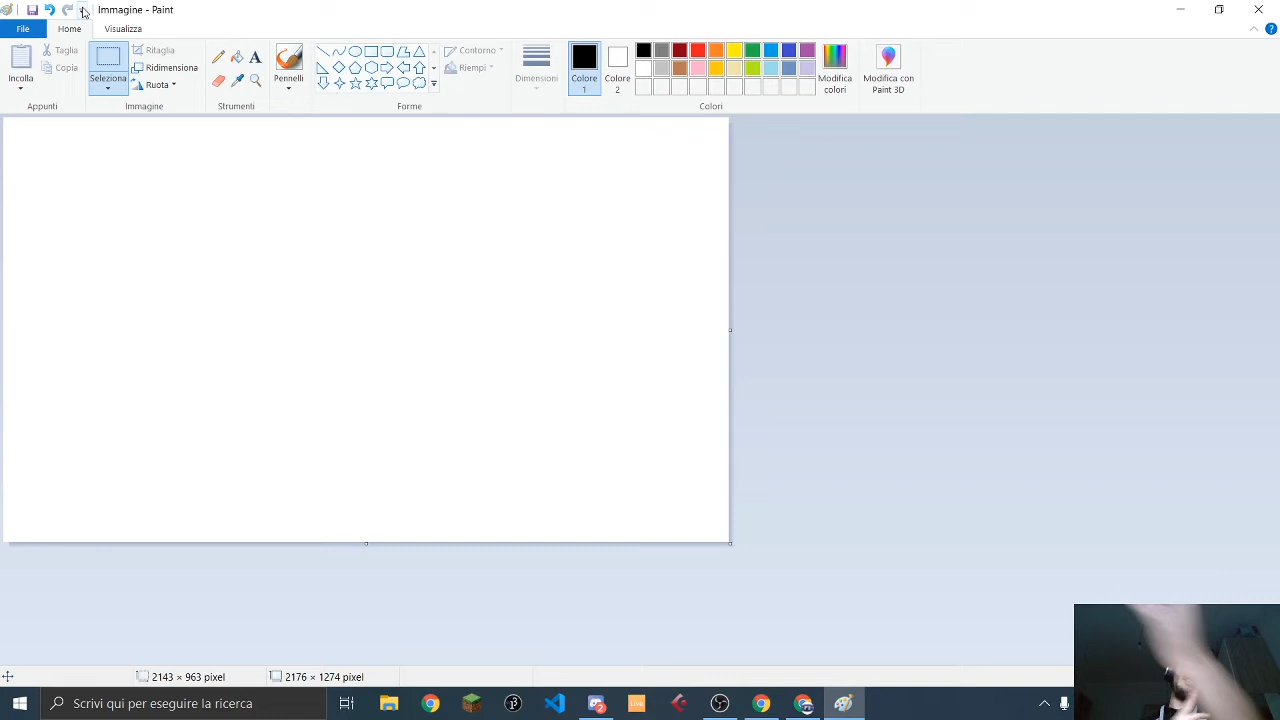 Immagine - Paint
File Home Visualizza
Incolla
Taglia
Copia
Appunti
Seleziona
Ritaglia
Ridimensiona
Ruota
Immagine
A
Strumenti
Pennelli
Forme
Contorno
Riempi
Dimensioni
Colore 1
Colore 2
Colori
Modifica colori
Modifica con Paint 3D
?
2143 × 963 pixel
2176 × 1274 pixel
Scrivi qui per eseguire la ricerca
Live
2